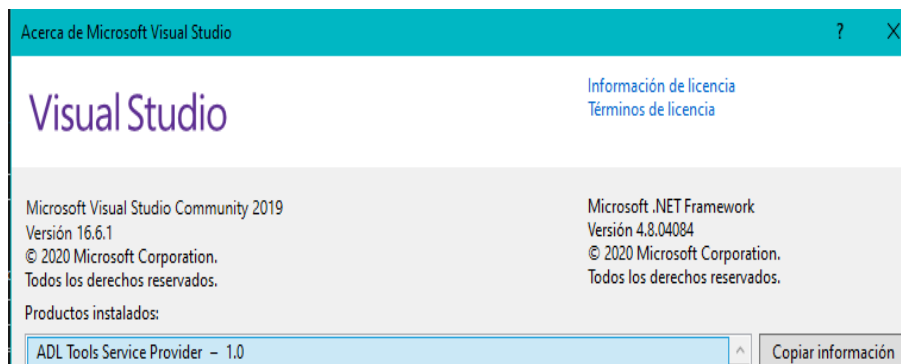 Acerca de Microsoft Visual Studio
?
X
Visual Studio
Información de licencia
Términos de licencia
Microsoft Visual Studio Community 2019
Versión 16.6.1
© 2020 Microsoft Corporation.
Todos los derechos reservados.
Microsoft .NET Framework
Versión 4.8.04084
© 2020 Microsoft Corporation.
Todos los derechos reservados.
Productos instalados:
ADL Tools Service Provider – 1.0
Copiar información